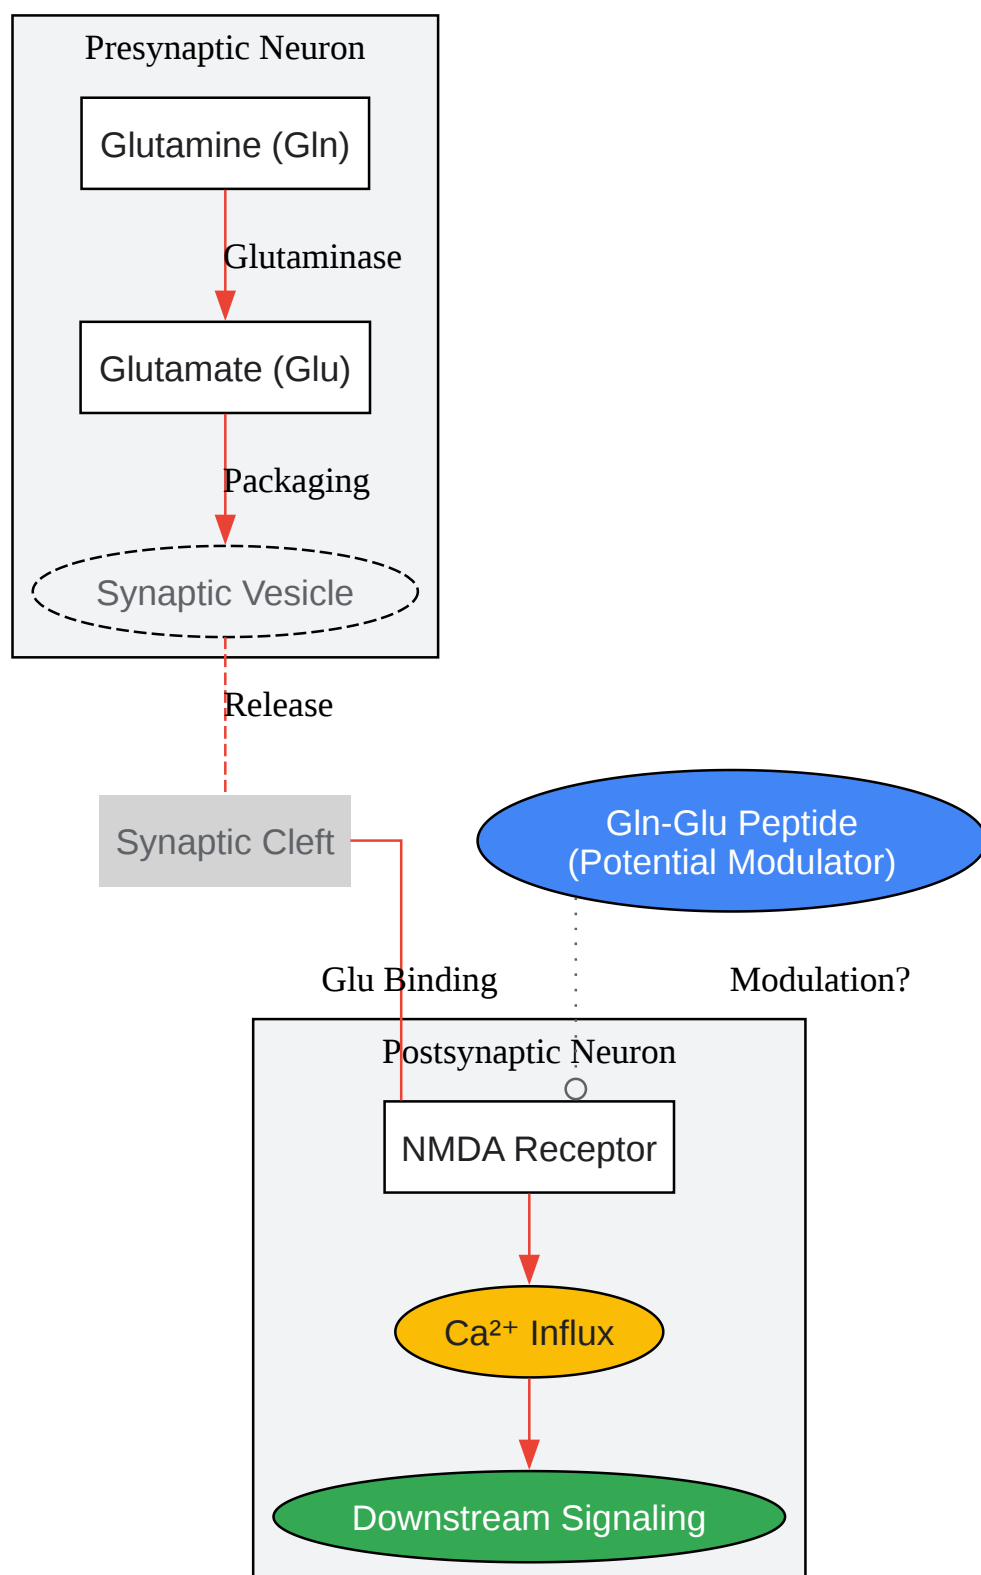 Presynaptic Neuron
Glutamine (Gln)
Glutaminase
Glutamate (Glu)
Packaging
Synaptic Vesicle
Release
Synaptic Cleft
Gln-Glu Peptide
(Potential Modulator)
Glu Binding
Modulation?
Postsynaptic Neuron
NMDA Receptor
Ca²⁺ Influx
Downstream Signaling